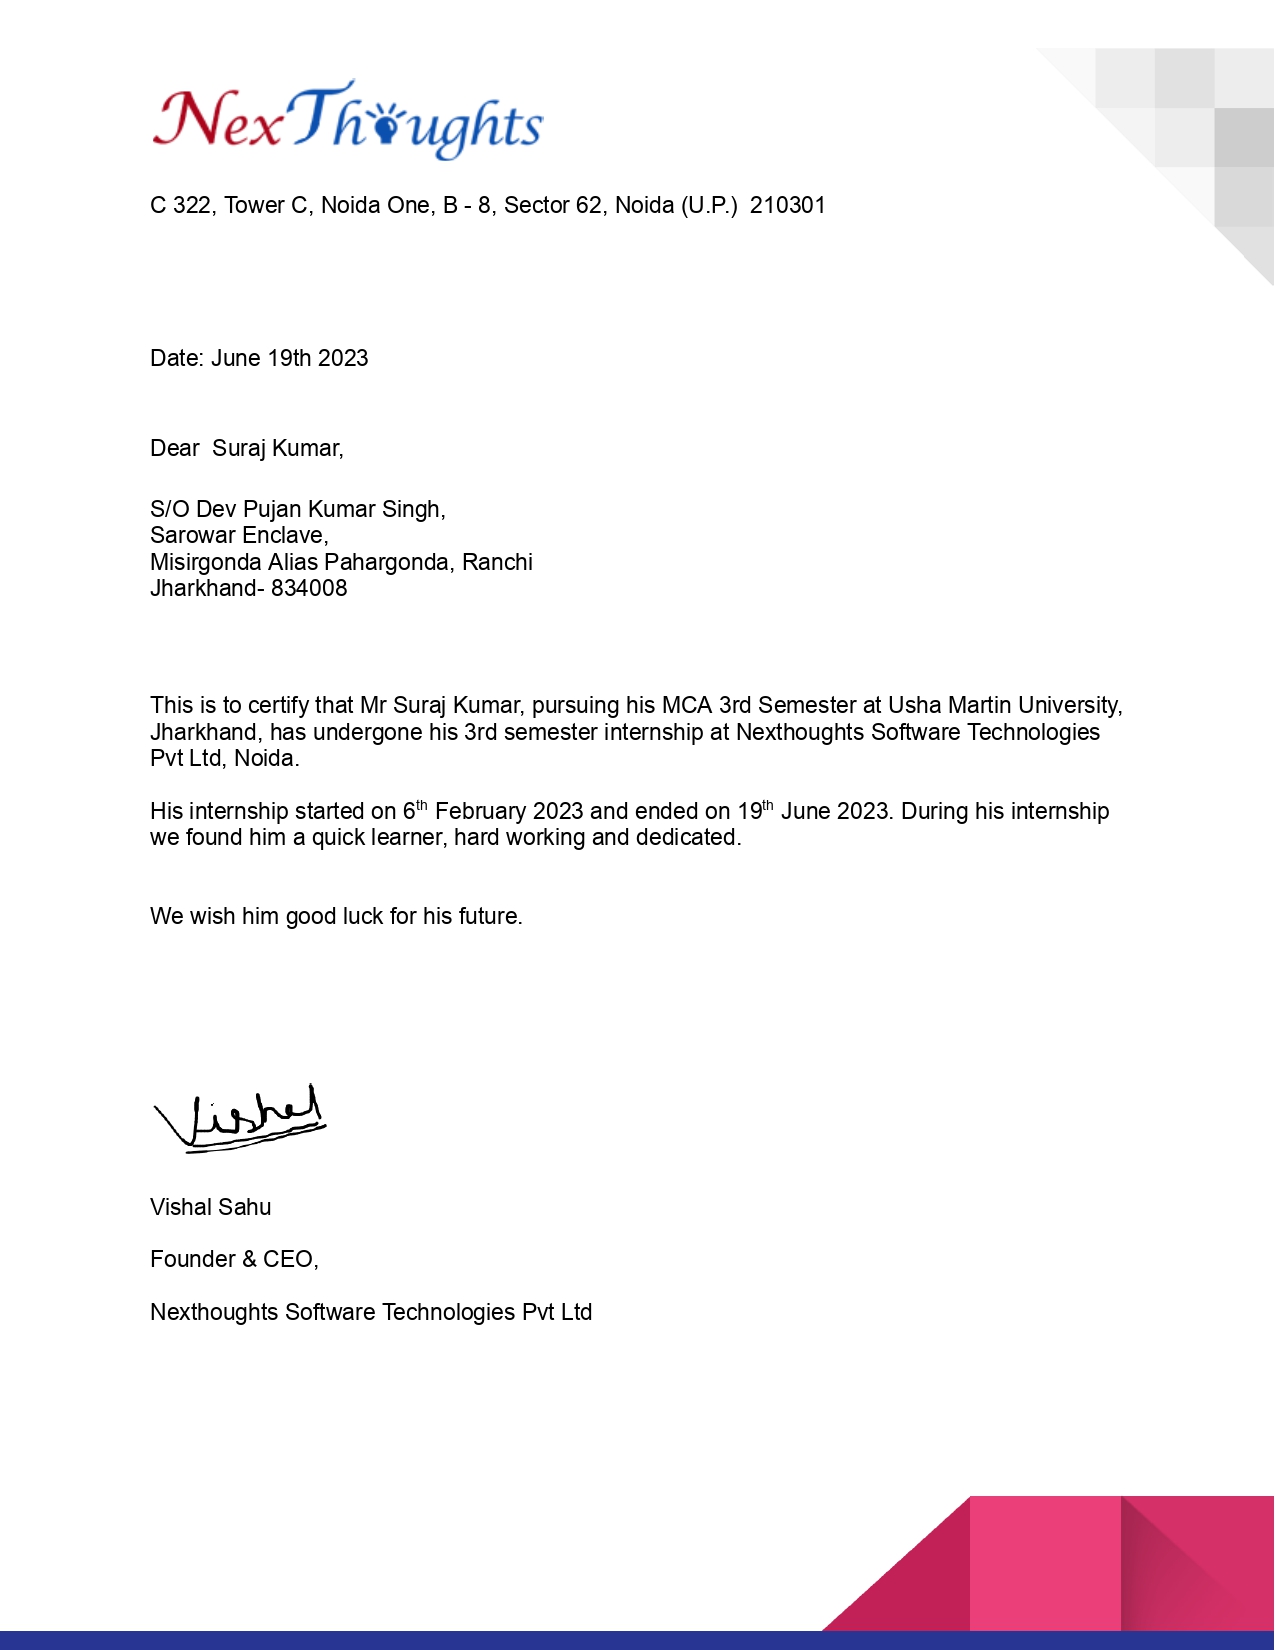 NexThoughts
C 322, Tower C, Noida One, B - 8, Sector 62, Noida (U.P.)  210301
Date: June 19th 2023
Dear  Suraj Kumar,
S/O Dev Pujan Kumar Singh,
Sarowar Enclave,
Misirgonda Alias Pahargonda, Ranchi
Jharkhand- 834008
This is to certify that Mr Suraj Kumar, pursuing his MCA 3rd Semester at Usha Martin University,
Jharkhand, has undergone his 3rd semester internship at Nexthoughts Software Technologies
Pvt Ltd, Noida.
His internship started on 6th February 2023 and ended on 19th June 2023. During his internship
we found him a quick learner, hard working and dedicated.
We wish him good luck for his future.
Vishal
Vishal Sahu
Founder & CEO,
Nexthoughts Software Technologies Pvt Ltd